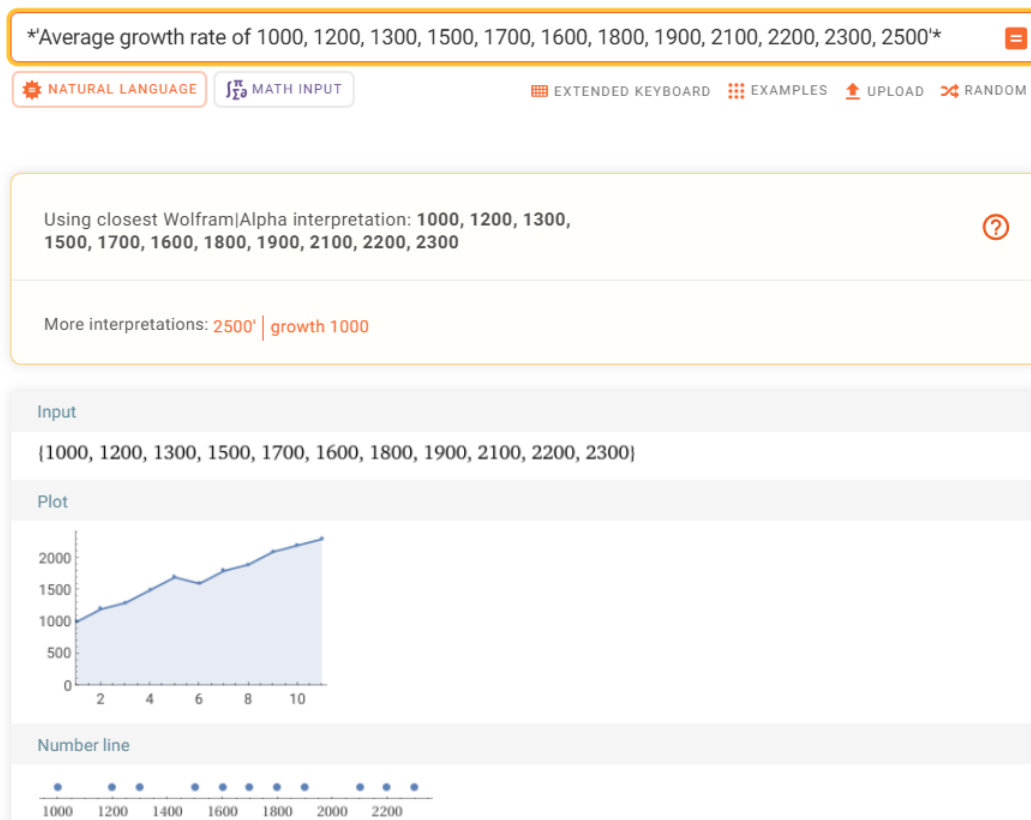 *'Average growth rate of 1000, 1200, 1300, 1500, 1700, 1600, 1800, 1900, 2100, 2200, 2300, 2500'*
NATURAL LANGUAGE
MATH INPUT
EXTENDED KEYBOARD
EXAMPLES
UPLOAD
RANDOM
Using closest Wolfram|Alpha interpretation: 1000, 1200, 1300,
1500, 1700, 1600, 1800, 1900, 2100, 2200, 2300
More interpretations: 2500' | growth 1000
Input
{1000, 1200, 1300, 1500, 1700, 1600, 1800, 1900, 2100, 2200, 2300}
Plot
2000
1500
1000
500
0
2 4 6 8 10
Number line
1000 1200 1400 1600 1800 2000 2200